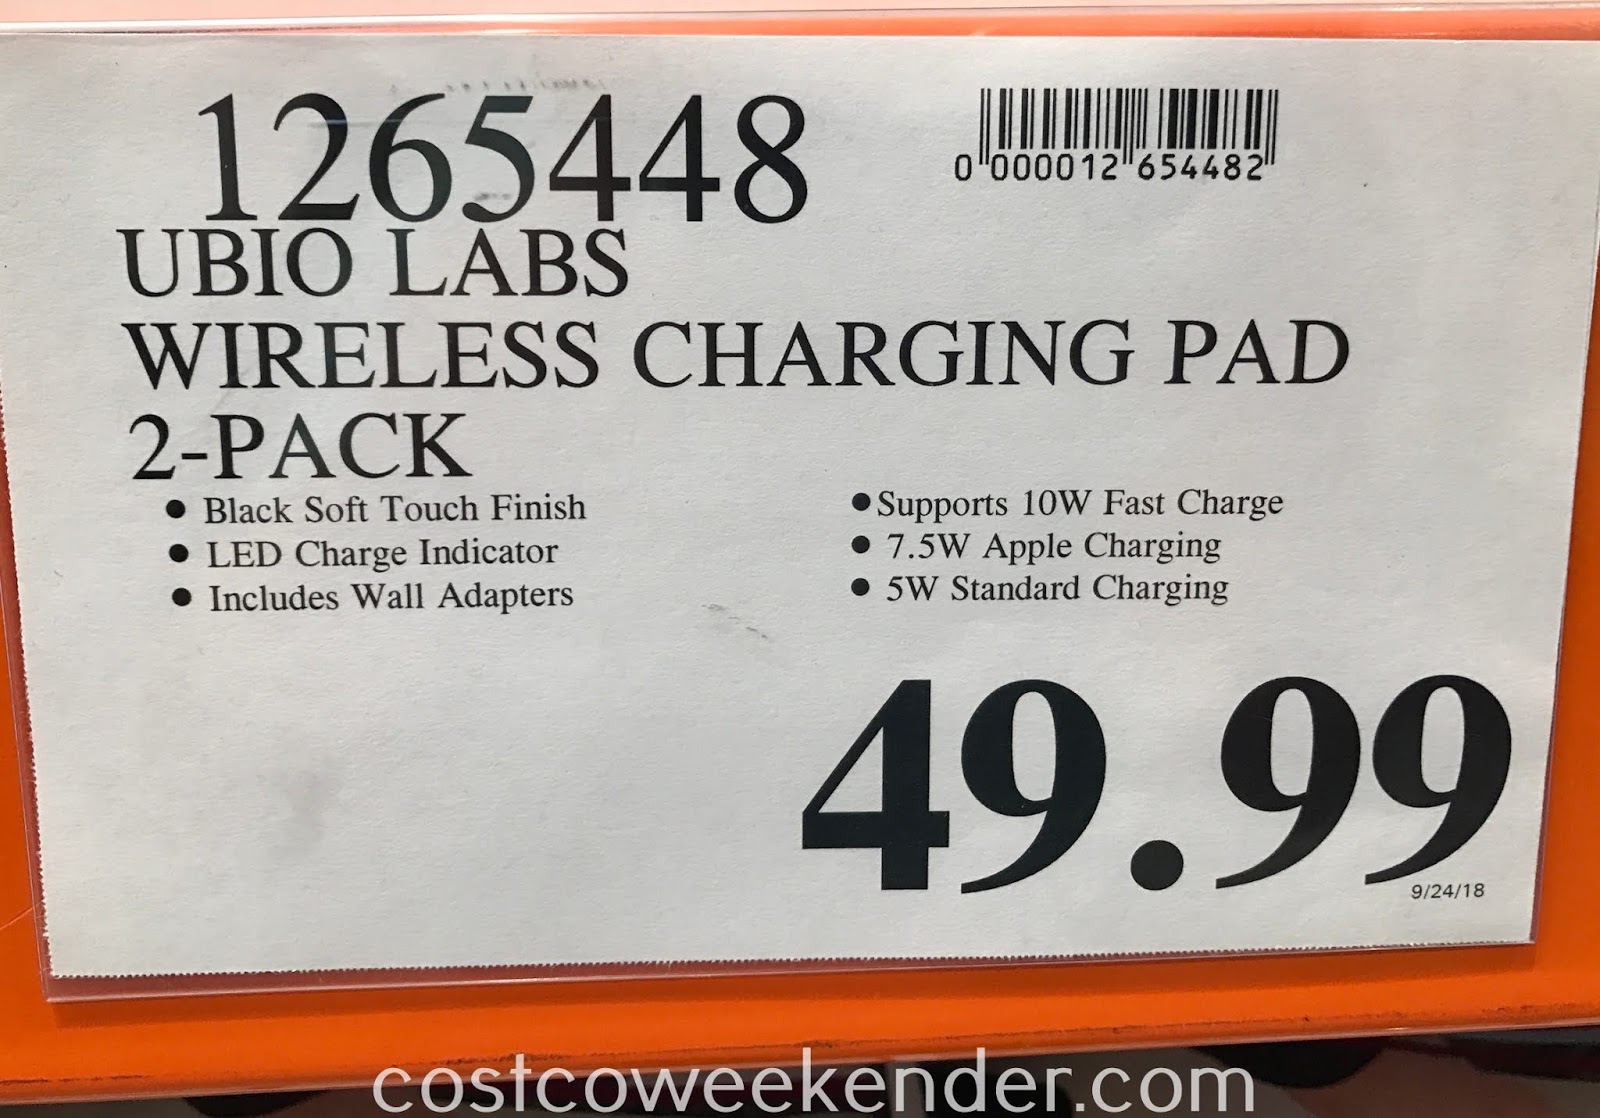 1265448
0 000012 654482
UBIO LABS
WIRELESS CHARGING PAD
2-PACK
• Black Soft Touch Finish
• LED Charge Indicator
• Includes Wall Adapters
• Supports 10W Fast Charge
• 7.5W Apple Charging
• 5W Standard Charging
49.99
9/24/18
costcoweekender.com